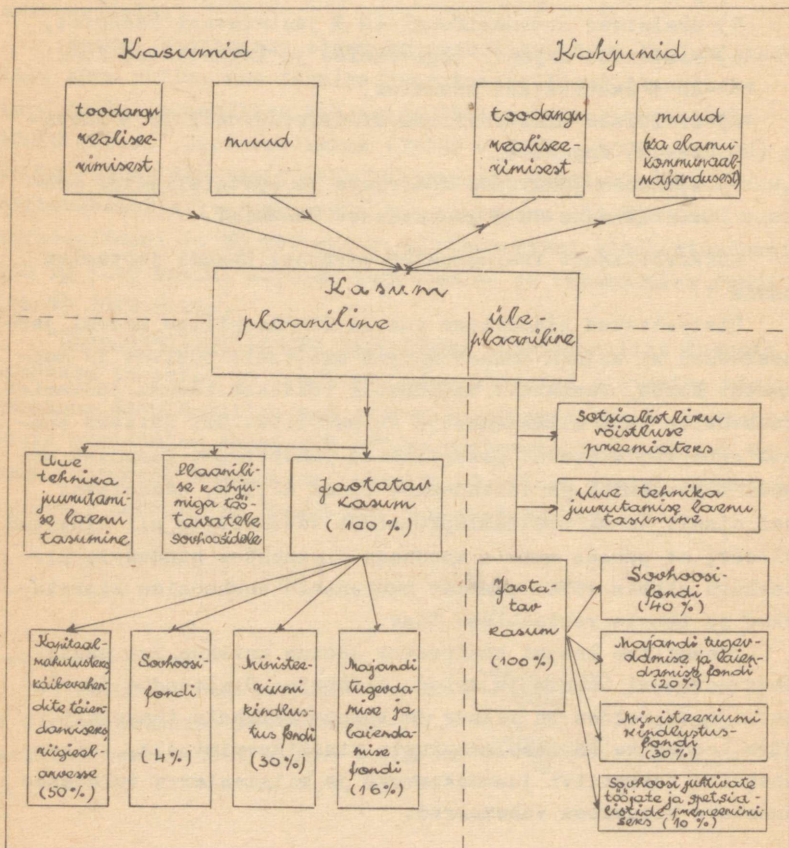 Kasumid
Kahjumid
toodangu
realisee-
rimisest
muud
toodangu
realisee-
rimisest
muud
(ka elamu-
kommunaal-
majandusest)
Kasum
plaaniline
üle-
plaaniline
Uue
tehnika
juurutami-
se laenu
tasumine
Plaanili-
se kahju-
miga töö-
tavatele
sovhoosidele
Jaotatav
kasum
(100%)
Kapitaal-
mahutusteks,
käibevahen-
dite täien-
damiseks,
riigieel-
arvesse
(50%)
Sovhoosi-
fondi
(4%)
Ministee-
riumi
kindlus-
tus fondi
(30%)
Majandi
tugevda-
mise ja
laienda-
mise
fondi
(16%)
Sotsialistliku
võistluse
preemiateks
Uue tehnika
juurutamise laenu
tasumine
Jaota-
tav
kasum
(100%)
Sovhoosi-
fondi
(40%)
Majandi tugev-
damise ja laien-
damise fondi
(20%)
Ministeeriumi
kindlustus-
fondi
(30%)
Sovhoosi juhtivate
töötajate ja spetsia-
listide premeerimi
seks (10%)